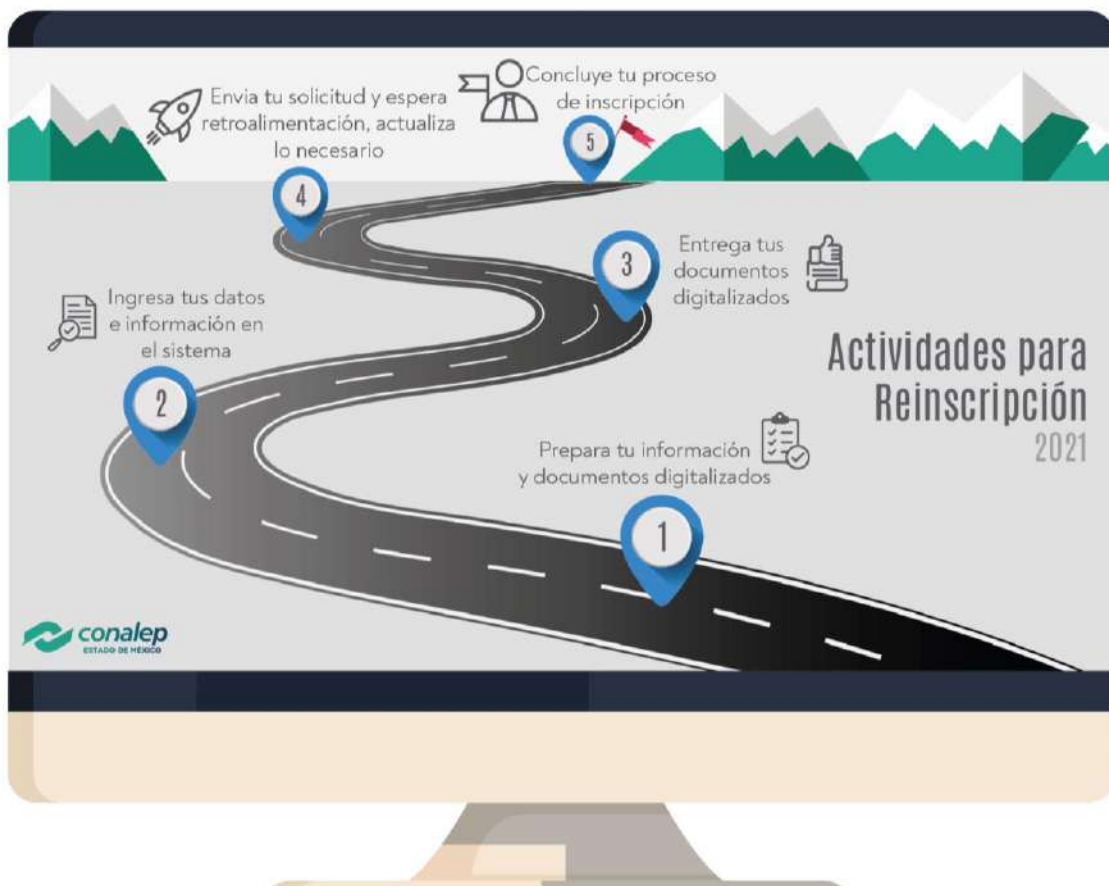 Envia tu solicitud y espera
retroalimentación, actualiza
lo necesario
Concluye tu proceso
de inscripción
5
4
Entrega tus
documentos
digitalizados
3
Ingresa tus datos
e información en
el sistema
2
Actividades para
Reinscripción
2021
Prepara tu información
y documentos digitalizados
1
conalep
ESTADO DE MÉXICO